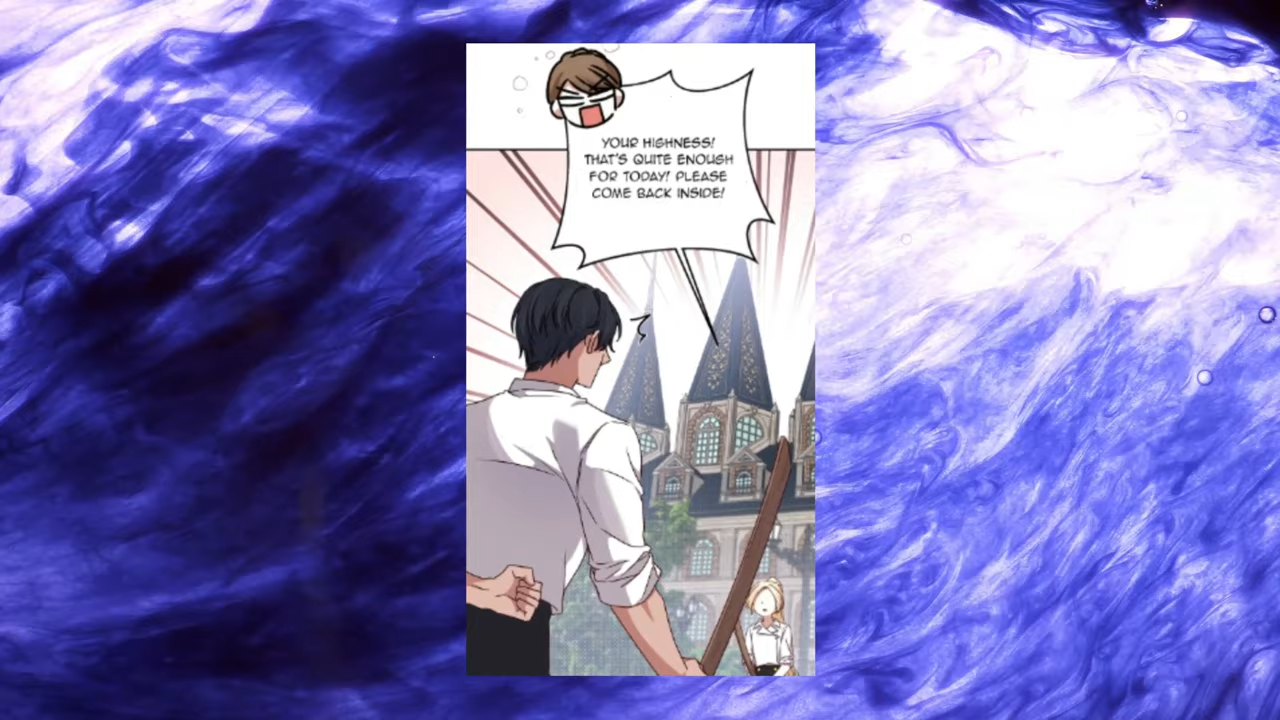 YOUR HIGHNESS!
THAT'S QUITE ENOUGH
FOR TODAY! PLEASE
COME BACK INSIDE!